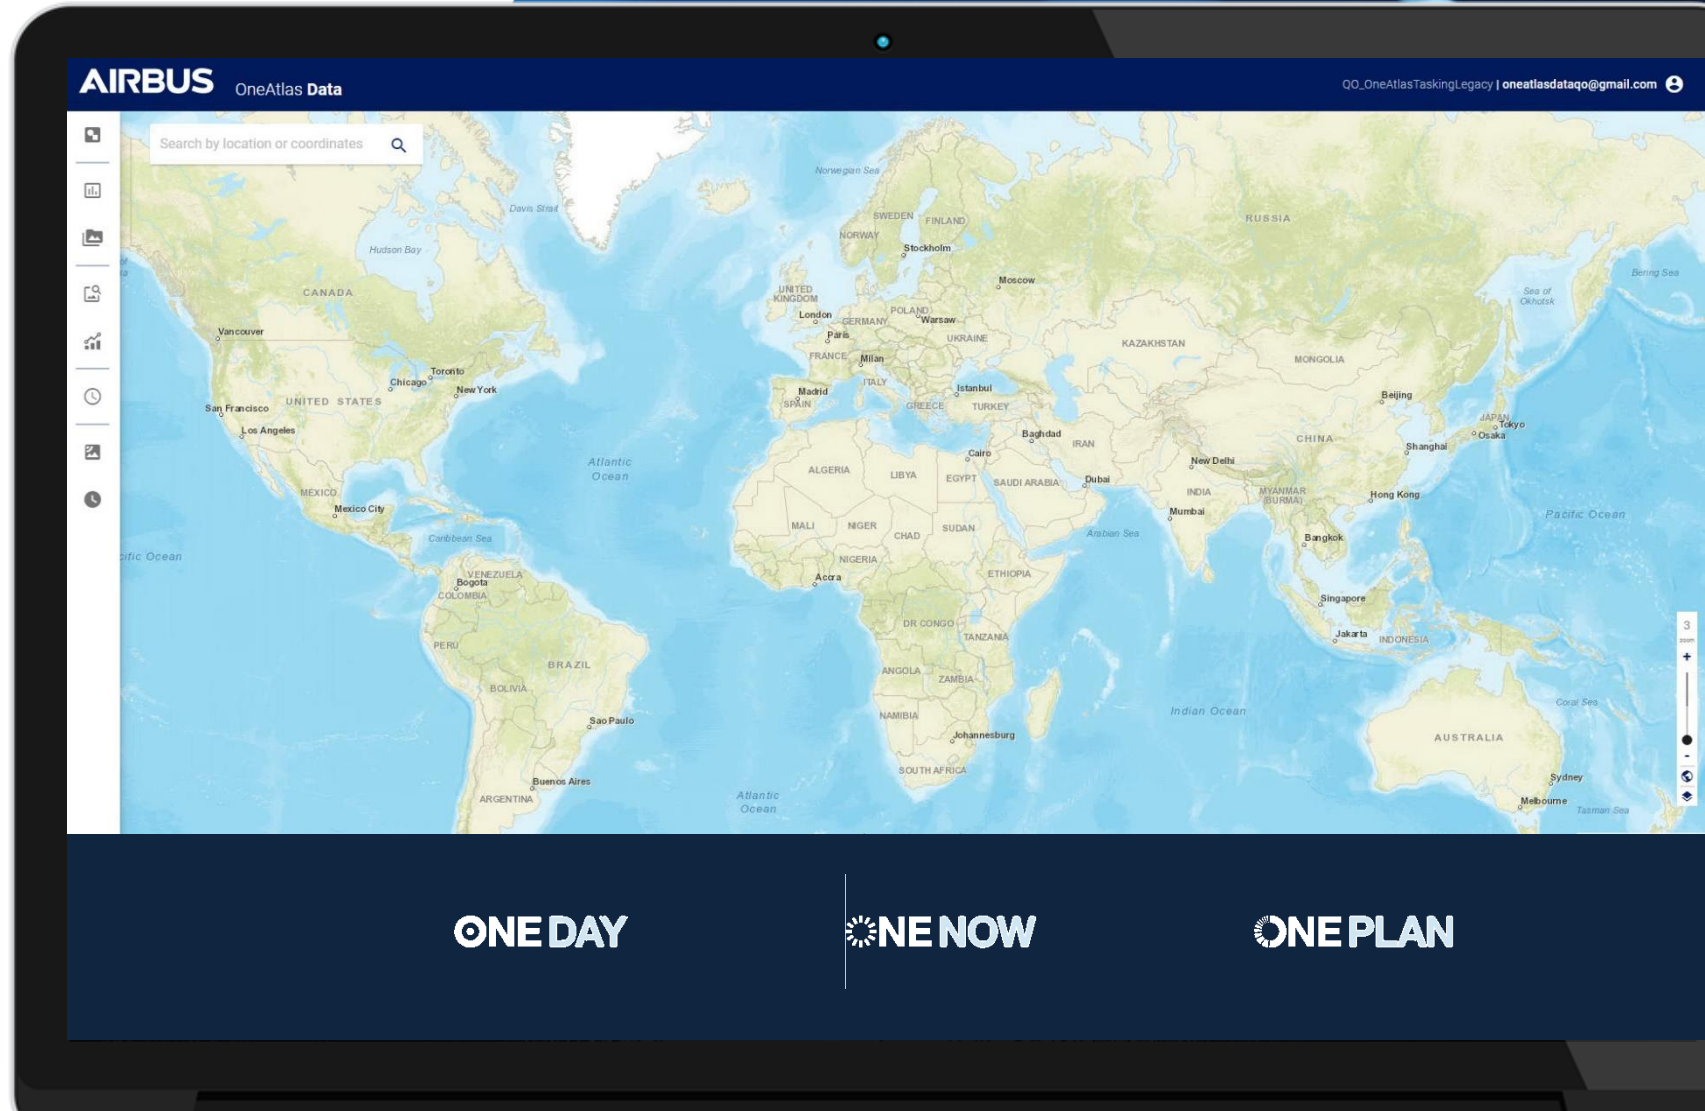 AIRBUS OneAtlas Data QO_OneAtlasTaskingLegacy | oneatlasdataqo@gmail.com
Search by location or coordinates
Norwegian Sea
Davis Strait
SWEDEN FINLAND
RUSSIA
NORWAY
Stockholm
Hudson Bay
Bering Sea
Moscow
UNITED
KINGDOM
Sea of
Okhotsk
CANADA
London
POLAND
GERMANY
Warsaw
Vancouver
Paris
UKRAINE
KAZAKHSTAN
FRANCE
Milan
MONGOLIA
Toronto
Chicago
New York
ITALY
Madrid
Istanbul
SPAIN
Beijing
UNITED STATES
San Francisco
GREECE
TURKEY
JAPAN
Tokyo
Los Angeles
Baghdad
IRAN
CHINA
Osaka
Shanghai
Atlantic
Ocean
Cairo
New Delhi
ALGERIA
LIBYA
EGYPT
SAUDI ARABIA
Dubai
MEXICO
INDIA
MYANMAR
(BURMA)
Hong Kong
Mexico City
Mumbai
Pacific Ocean
MALI
NIGER
CHAD
SUDAN
Arabian Sea
Caribbean Sea
Bangkok
cific Ocean
NIGERIA
VENEZUELA
Bogota
COLOMBIA
Accra
ETHIOPIA
Singapore
DR CONGO
3
zoom
TANZANIA
Jakarta
INDONESIA
PERU
+
BRAZIL
ANGOLA
ZAMBIA
BOLIVIA
Coral Sea
Indian Ocean
NAMIBIA
Sao Paulo
Johannesburg
AUSTRALIA
-
SOUTH AFRICA
Sydney
Buenos Aires
ARGENTINA
Atlantic
Ocean
Melbourne
Tasman Sea
ONE DAY ONE NOW ONE PLAN